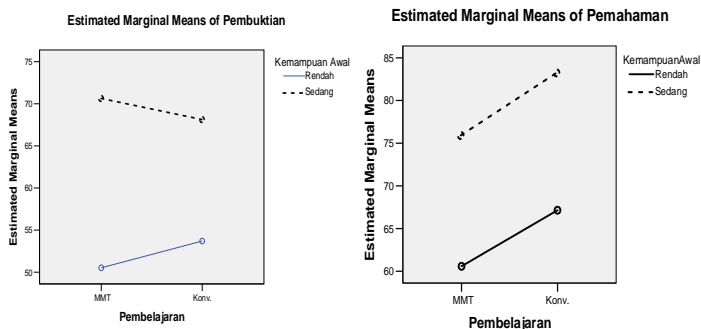 Estimated Marginal Means of Pembuktian
Estimated Marginal Means
75
70
65
60
55
50
MMT
Konv.
Pembelajaran
Kemampuan Awal
Rendah
Sedang
Estimated Marginal Means of Pemahaman
Estimated Marginal Means
85
80
75
70
65
60
MMT
Konv.
Pembelajaran
KemampuanAwal
Rendah
Sedang